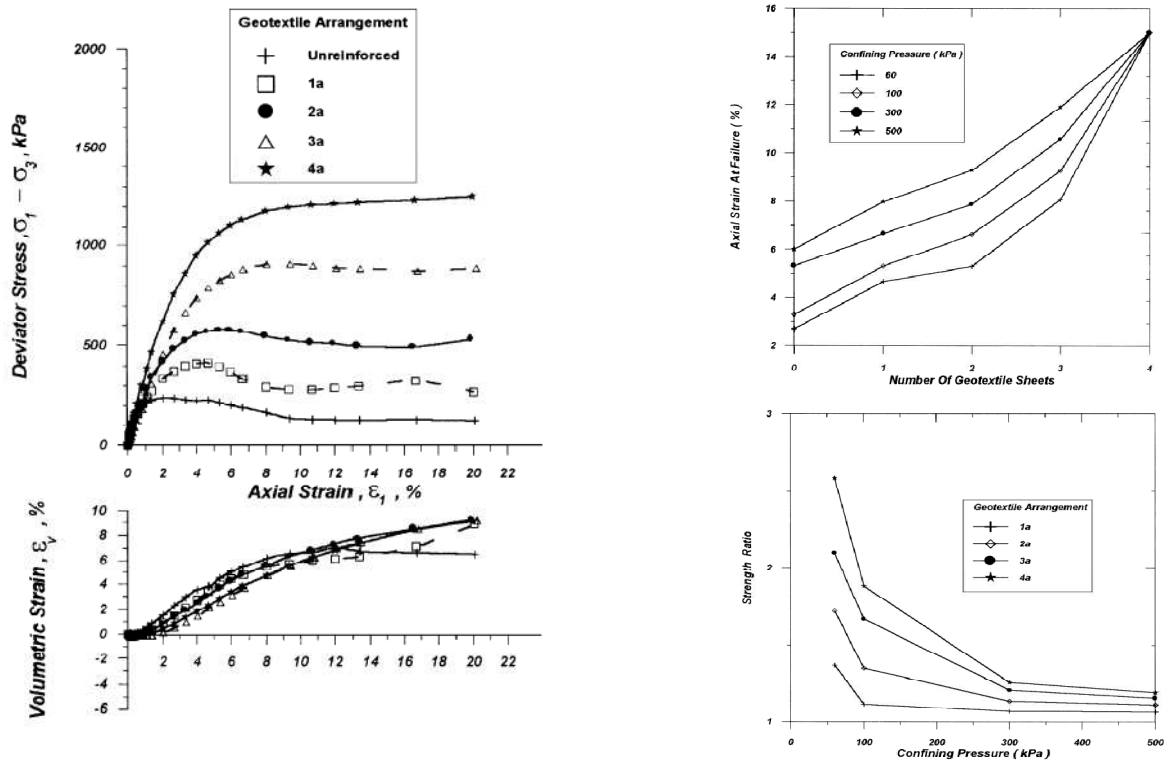 Geotextile Arrangement
Unreinforced
1a
2a
3a
4a
2000
1500
1000
500
0
Deviator Stress, σ1 − σ3, kPa
0 2 4 6 8 10 12 14 16 18 20 22
Axial Strain, ε1, %
10
8
6
4
2
0
-2
-4
-6
Volumetric Strain, εv, %
0 2 4 6 8 10 12 14 16 18 20 22
16
14
12
10
8
6
4
2
Axial Strain At Failure ( % )
Confining Pressure ( kPa )
60
100
300
500
0 1 2 3 4
Number Of Geotextile Sheets
3
2
1
Strength Ratio
Geotextile Arrangement
1a
2a
3a
4a
0 100 200 300 400 500
Confining Pressure ( kPa )